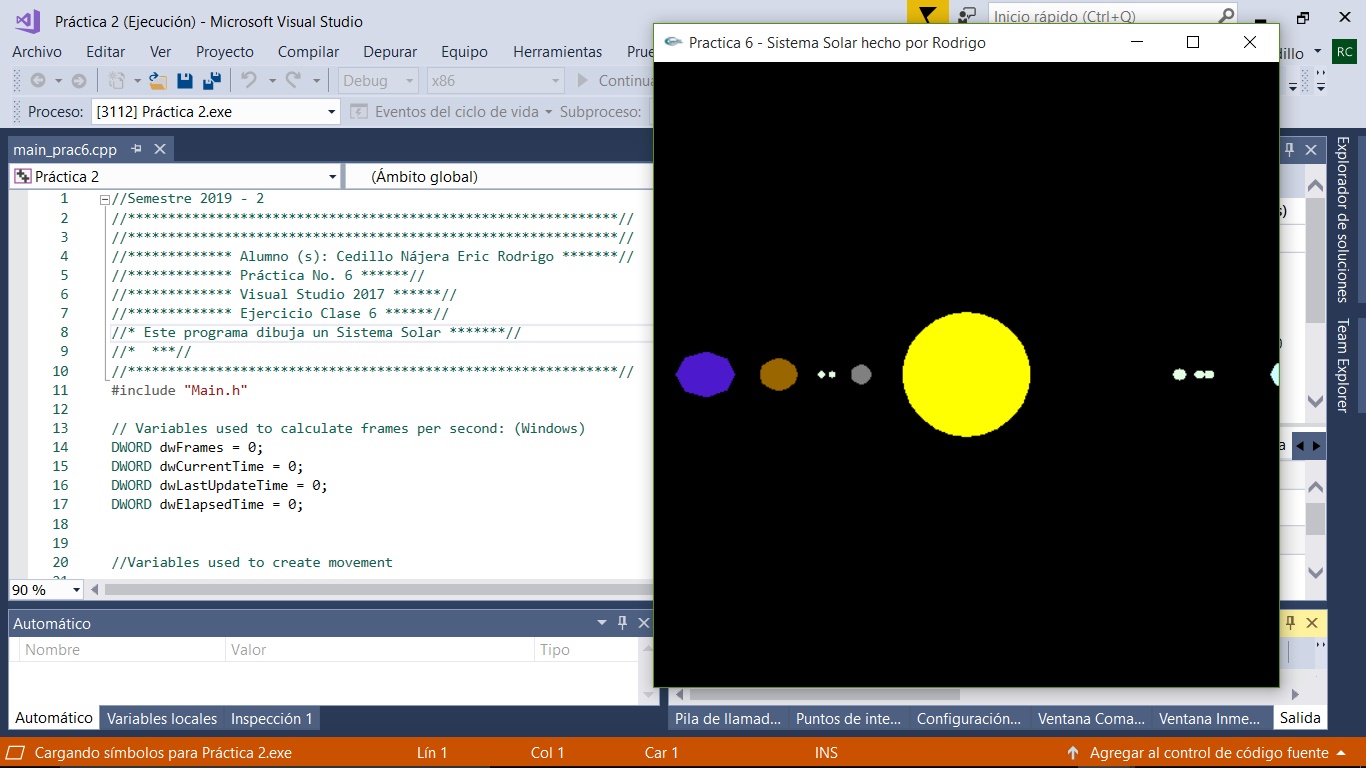 Práctica 2 (Ejecución) - Microsoft Visual Studio
Inicio rápido (Ctrl+Q)
Archivo Editar Ver Proyecto Compilar Depurar Equipo Herramientas
dillo RC
Debug x86 Continua
Proceso: [3112] Práctica 2.exe Eventos del ciclo de vida Subproceso:
Practica 6 - Sistema Solar hecho por Rodrigo
main_prac6.cpp
Práctica 2 (Ámbito global)
1 //Semestre 2019 - 2
2 //*************************************************************//
3 //*************************************************************//
4 //************* Alumno (s): Cedillo Nájera Eric Rodrigo *******//
5 //************* Práctica No. 6 ******//
6 //************* Visual Studio 2017 ******//
7 //************* Ejercicio Clase 6 ******//
8 //* Este programa dibuja un Sistema Solar *******//
9 //*  ***//
10 //*************************************************************//
11 #include "Main.h"
12
13 // Variables used to calculate frames per second: (Windows)
14 DWORD dwFrames = 0;
15 DWORD dwCurrentTime = 0;
16 DWORD dwLastUpdateTime = 0;
17 DWORD dwElapsedTime = 0;
18
19
20 //Variables used to create movement
90 %
Explorador de soluciones
Team Explorer
Automático
Nombre Valor Tipo
Automático Variables locales Inspección 1
Pila de llamad... Puntos de inte... Configuración... Ventana Coma... Ventana Inme... Salida
Cargando símbolos para Práctica 2.exe Lín 1 Col 1 Car 1 INS Agregar al control de código fuente